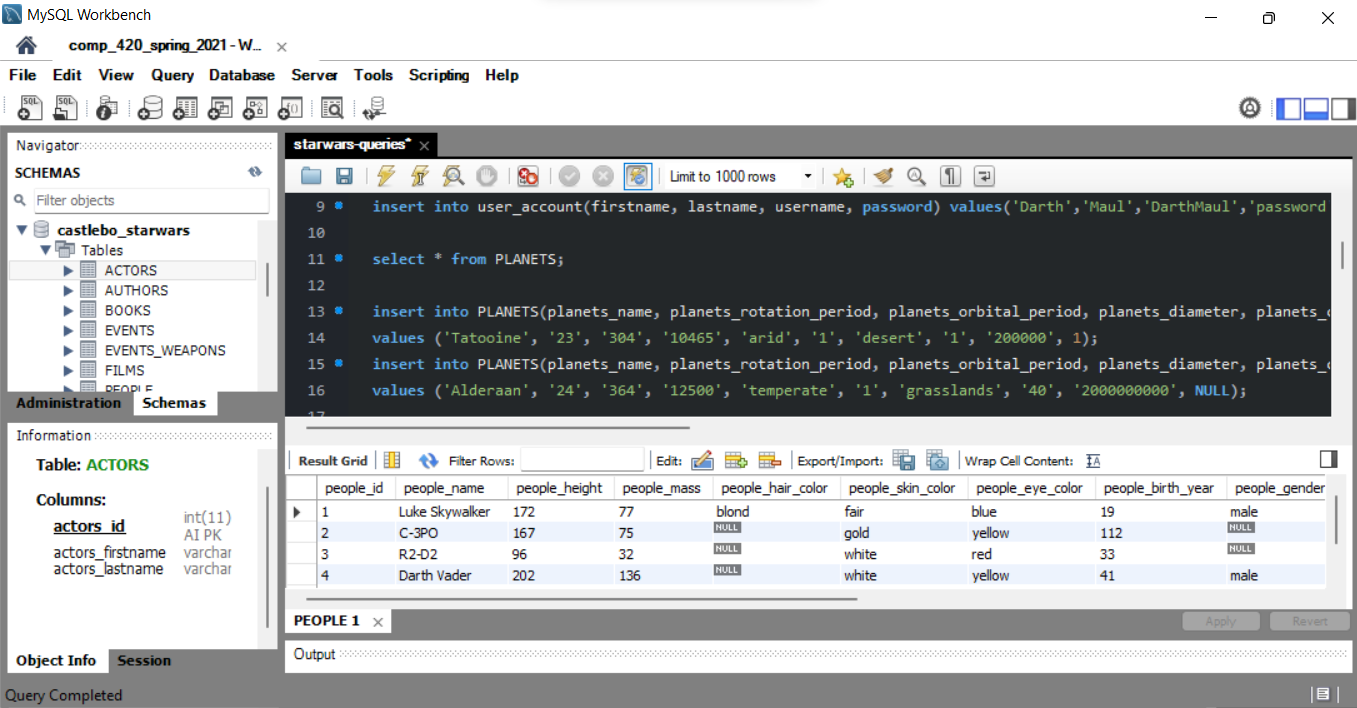 MySQL Workbench
comp_420_spring_2021 - W...
File Edit View Query Database Server Tools Scripting Help
Navigator
SCHEMAS
Filter objects
castlebo_starwars
Tables
ACTORS
AUTHORS
BOOKS
EVENTS
EVENTS_WEAPONS
FILMS
PEOPLE
Administration Schemas
Information
Table: ACTORS
Columns:
actors_id int(11)
AI PK
actors_firstname varchar
actors_lastname varchar
Object Info Session
starwars-queries*
Limit to 1000 rows
9 insert into user_account(firstname, lastname, username, password) values('Darth','Maul','DarthMaul','password
10
11 select * from PLANETS;
12
13 insert into PLANETS(planets_name, planets_rotation_period, planets_orbital_period, planets_diameter, planets_
14 values ('Tatooine', '23', '304', '10465', 'arid', '1', 'desert', '1', '200000', 1);
15 insert into PLANETS(planets_name, planets_rotation_period, planets_orbital_period, planets_diameter, planets_
16 values ('Alderaan', '24', '364', '12500', 'temperate', '1', 'grasslands', '40', '2000000000', NULL);
17
Result Grid Filter Rows: Edit: Export/Import: Wrap Cell Content: IA
people_id people_name people_height people_mass people_hair_color people_skin_color people_eye_color people_birth_year people_gender
1 Luke Skywalker 172 77 blond fair blue 19 male
2 C-3PO 167 75 NULL gold yellow 112 NULL
3 R2-D2 96 32 NULL white red 33 NULL
4 Darth Vader 202 136 NULL white yellow 41 male
PEOPLE 1
Apply Revert
Output
Query Completed